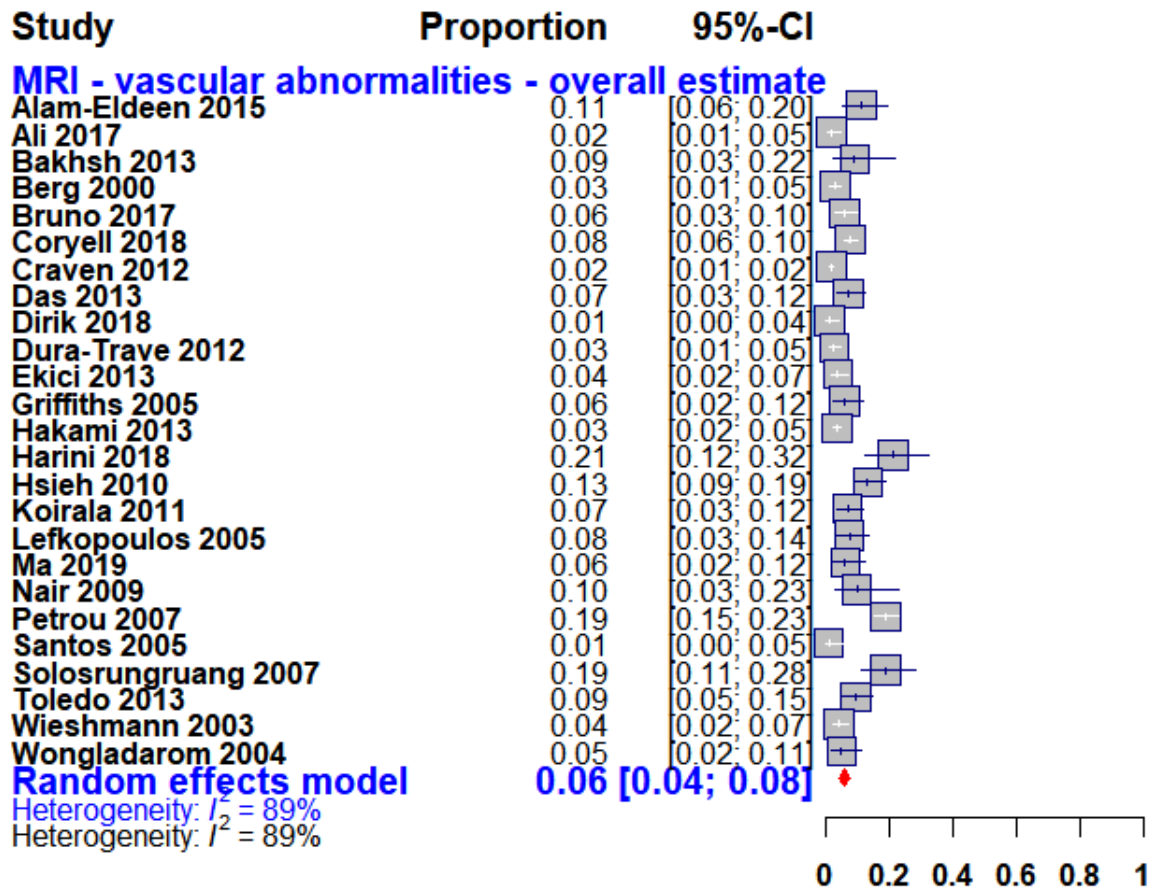 Study Proportion 95%-CI
MRI - vascular abnormalities - overall estimate
Alam-Eldeen 2015 0.11 [0.06; 0.20]
Ali 2017 0.02 [0.01; 0.05]
Bakhsh 2013 0.09 [0.03; 0.22]
Berg 2000 0.03 [0.01; 0.05]
Bruno 2017 0.06 [0.03; 0.10]
Coryell 2018 0.08 [0.06; 0.10]
Craven 2012 0.02 [0.01; 0.02]
Das 2013 0.07 [0.03; 0.12]
Dirik 2018 0.01 [0.00; 0.04]
Dura-Trave 2012 0.03 [0.01; 0.05]
Ekici 2013 0.04 [0.02; 0.07]
Griffiths 2005 0.06 [0.02; 0.12]
Hakami 2013 0.03 [0.02; 0.05]
Harini 2018 0.21 [0.12; 0.32]
Hsieh 2010 0.13 [0.09; 0.19]
Koirala 2011 0.07 [0.03; 0.12]
Lefkopoulos 2005 0.08 [0.03; 0.14]
Ma 2019 0.06 [0.02; 0.12]
Nair 2009 0.10 [0.03; 0.23]
Petrou 2007 0.19 [0.15; 0.23]
Santos 2005 0.01 [0.00; 0.05]
Solosrungruang 2007 0.19 [0.11; 0.28]
Toledo 2013 0.09 [0.05; 0.15]
Wieshmann 2003 0.04 [0.02; 0.07]
Wongladarom 2004 0.05 [0.02; 0.11]
Random effects model 0.06 [0.04; 0.08]
Heterogeneity: I² = 89%
Heterogeneity: I² = 89%
0 0.2 0.4 0.6 0.8 1